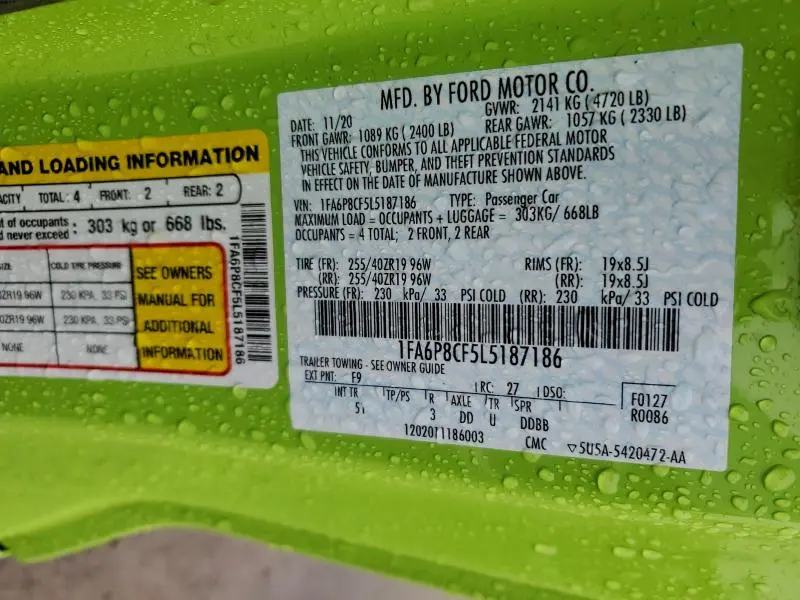 AND LOADING INFORMATION
ACITY TOTAL: 4 FRONT: 2 REAR: 2
t of occupants
d never exceed : 303 kg or 668 lbs.
IZE COLD TIRE PRESSURE SEE OWNERS
0ZR19 96W 230 KPA, 33 PSI MANUAL FOR
0ZR19 96W 230 KPA, 33 PSI ADDITIONAL
NONE NONE INFORMATION
1FA6P8CF5L5187186
MFD. BY FORD MOTOR CO.
DATE: 11/20 GVWR: 2141 KG ( 4720 LB)
FRONT GAWR: 1089 KG ( 2400 LB) REAR GAWR: 1057 KG ( 2330 LB)
THIS VEHICLE CONFORMS TO ALL APPLICABLE FEDERAL MOTOR
VEHICLE SAFETY, BUMPER, AND THEFT PREVENTION STANDARDS
IN EFFECT ON THE DATE OF MANUFACTURE SHOWN ABOVE.
VIN: 1FA6P8CF5L5187186 TYPE: Passenger Car
MAXIMUM LOAD = OCCUPANTS + LUGGAGE = 303KG/ 668LB
OCCUPANTS = 4 TOTAL; 2 FRONT, 2 REAR
TIRE (FR): 255/40ZR19 96W RIMS (FR): 19x8.5J
(RR): 255/40ZR19 96W (RR): 19x8.5J
PRESSURE (FR): 230 kPa/ 33 PSI COLD (RR): 230 kPa/ 33 PSI COLD
1FA6P8CF5L5187186
TRAILER TOWING - SEE OWNER GUIDE
EXT PNT: F9 RC: 27 DSO: F0127
INT TR TP/PS R AXLE TR SPR R0086
5 3 DD U DDBB
12020T1186003 CMC ▽5U5A-5420472-AA